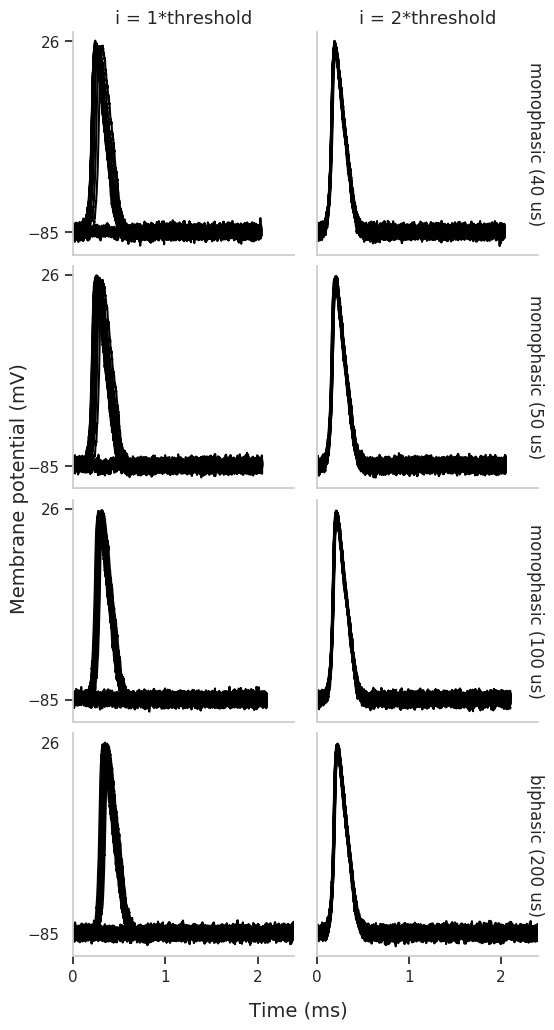 i = 1*threshold
i = 2*threshold
26
−85
monophasic (40 us)
26
−85
monophasic (50 us)
Membrane potential (mV)
26
−85
monophasic (100 us)
26
−85
biphasic (200 us)
0
1
2
0
1
2
Time (ms)